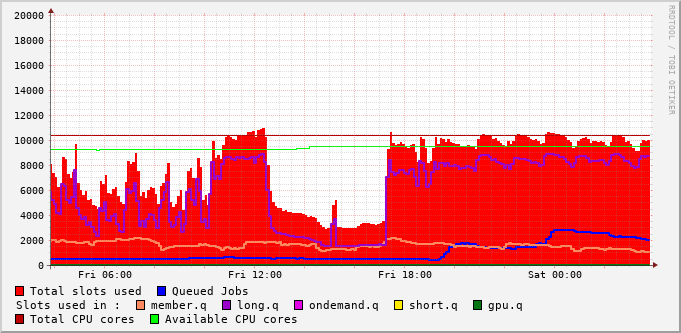 20000
18000
16000
14000
12000
10000
8000
6000
4000
2000
0
Fri 06:00 Fri 12:00 Fri 18:00 Sat 00:00
RRDTOOL / TOBI OETIKER
Total slots used Queued Jobs
Slots used in : member.q long.q ondemand.q short.q gpu.q
Total CPU cores Available CPU cores